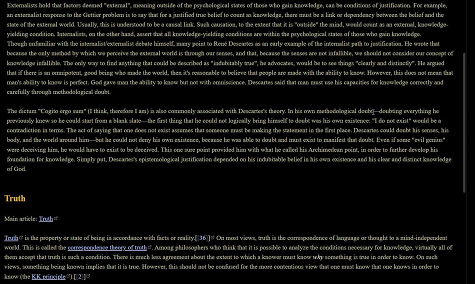 Externalists hold that factors deemed "external", meaning outside of the psychological states of those who gain knowledge, can be conditions of justification. For example,
an externalist response to the Gettier problem is to say that for a justified true belief to count as knowledge, there must be a link or dependency between the belief and the
state of the external world. Usually, this is understood to be a causal link. Such causation, to the extent that it is "outside" the mind, would count as an external, knowledge-
yielding condition. Internalists, on the other hand, assert that all knowledge-yielding conditions are within the psychological states of those who gain knowledge.
Though unfamiliar with the internalist/externalist debate himself, many point to René Descartes as an early example of the internalist path to justification. He wrote that
because the only method by which we perceive the external world is through our senses, and that, because the senses are not infallible, we should not consider our concept of
knowledge infallible. The only way to find anything that could be described as "indubitably true", he advocates, would be to see things "clearly and distinctly". He argued
that if there is an omnipotent, good being who made the world, then it's reasonable to believe that people are made with the ability to know. However, this does not mean that
man's ability to know is perfect. God gave man the ability to know but not with omniscience. Descartes said that man must use his capacities for knowledge correctly and
carefully through methodological doubt.
The dictum "Cogito ergo sum" (I think, therefore I am) is also commonly associated with Descartes's theory. In his own methodological doubt—doubting everything he
previously knew so he could start from a blank slate—the first thing that he could not logically bring himself to doubt was his own existence: "I do not exist" would be a
contradiction in terms. The act of saying that one does not exist assumes that someone must be making the statement in the first place. Descartes could doubt his senses, his
body, and the world around him—but he could not deny his own existence, because he was able to doubt and must exist to manifest that doubt. Even if some "evil genius"
were deceiving him, he would have to exist to be deceived. This one sure point provided him with what he called his Archimedean point, in order to further develop his
foundation for knowledge. Simply put, Descartes's epistemological justification depended on his indubitable belief in his own existence and his clear and distinct knowledge
of God.
Truth
Main article: Truth
Truth is the property or state of being in accordance with facts or reality.[36] On most views, truth is the correspondence of language or thought to a mind-independent
world. This is called the correspondence theory of truth. Among philosophers who think that it is possible to analyze the conditions necessary for knowledge, virtually all of
them accept that truth is such a condition. There is much less agreement about the extent to which a knower must know why something is true in order to know. On such
views, something being known implies that it is true. However, this should not be confused for the more contentious view that one must know that one knows in order to
know (the KK principle).[2]